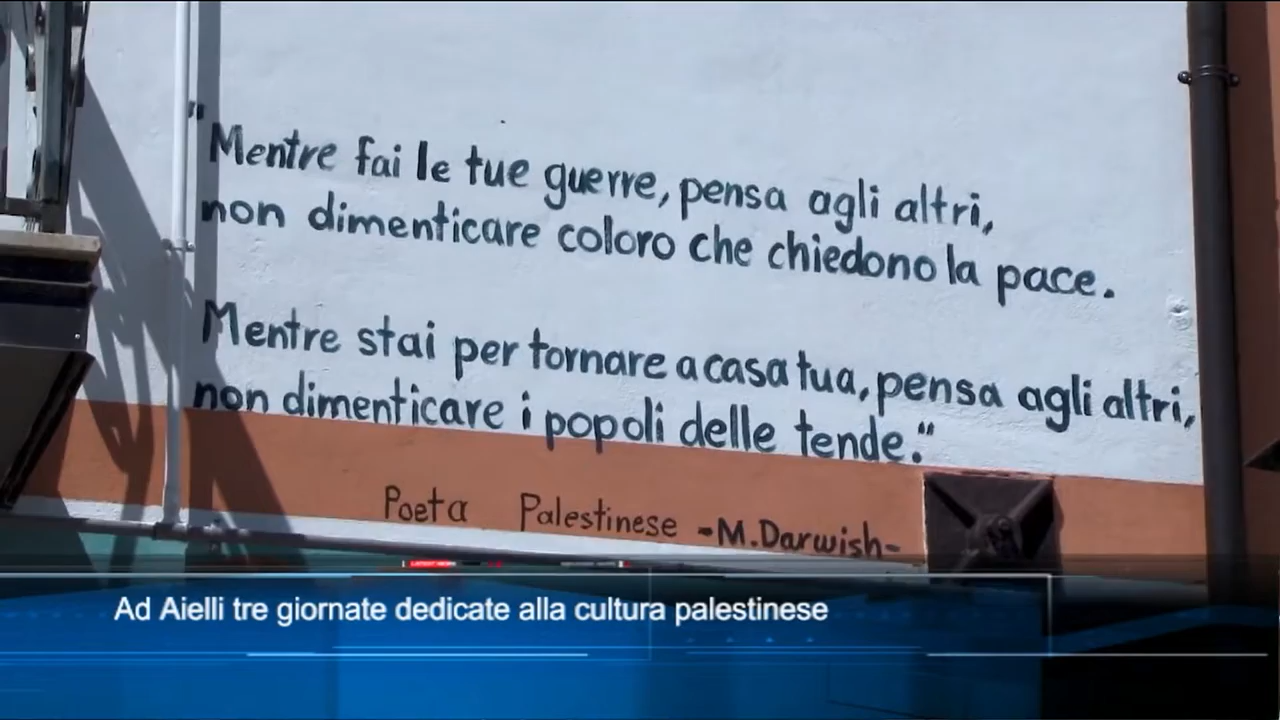 "Mentre fai le tue guerre, pensa agli altri,
non dimenticare coloro che chiedono la pace.
Mentre stai per tornare a casa tua, pensa agli altri,
non dimenticare i popoli delle tende."
Poeta Palestinese -M. Darwish-
LATEST NEWS
Ad Aielli tre giornate dedicate alla cultura palestinese